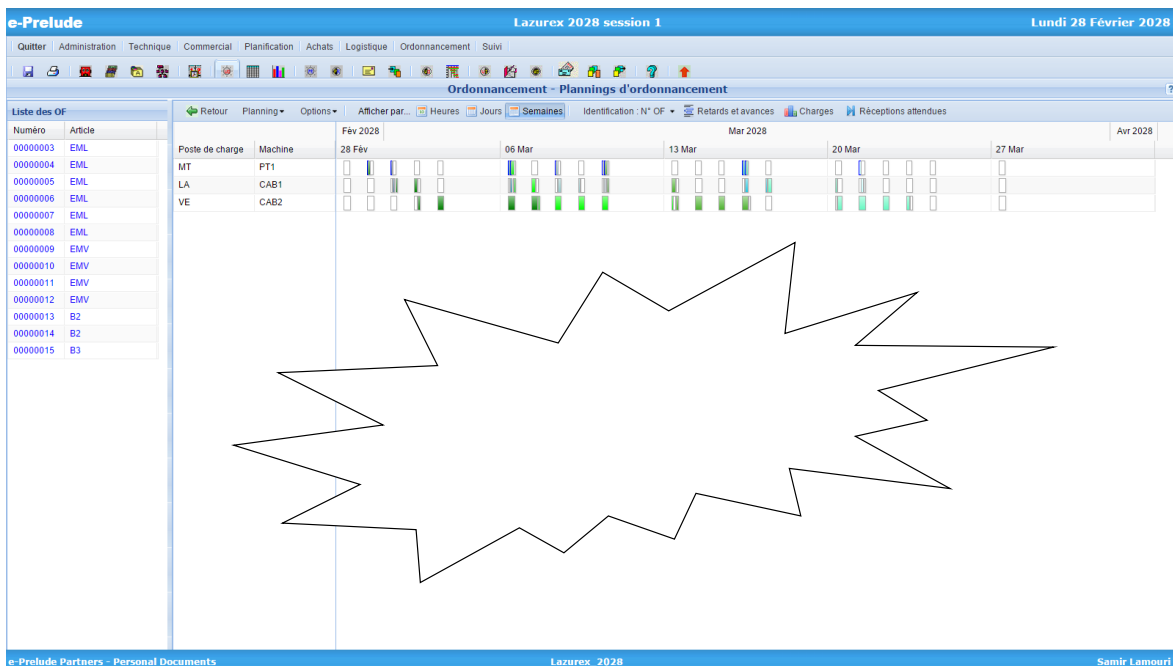 e-Prelude Lazurex 2028 session 1 Lundi 28 Février 2028
Quitter Administration Technique Commercial Planification Achats Logistique Ordonnancement Suivi
Ordonnancement - Plannings d'ordonnancement
Liste des OF
Retour Planning Options Afficher par... Heures Jours Semaines Identification : N° OF Retards et avances Charges Réceptions attendues
Numéro Article
Fév 2028 Mar 2028 Avr 2028
Poste de charge Machine 28 Fév 06 Mar 13 Mar 20 Mar 27 Mar
MT PT1
LA CAB1
VE CAB2
00000003 EML
00000004 EML
00000005 EML
00000006 EML
00000007 EML
00000008 EML
00000009 EMV
00000010 EMV
00000011 EMV
00000012 EMV
00000013 B2
00000014 B2
00000015 B3
e-Prelude Partners - Personal Documents Lazurex_2028 Samir Lamouri